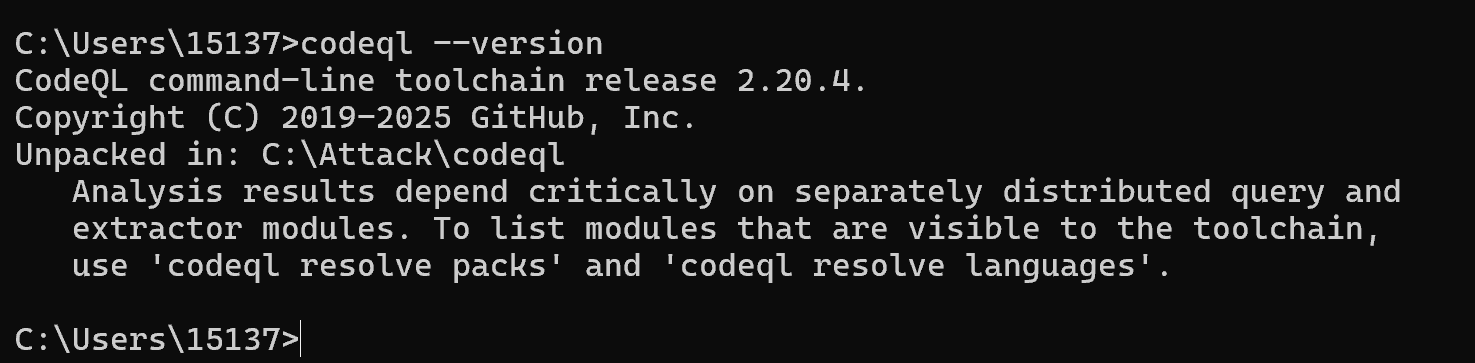 C:\Users\15137>codeql --version
CodeQL command-line toolchain release 2.20.4.
Copyright (C) 2019-2025 GitHub, Inc.
Unpacked in: C:\Attack\codeql
   Analysis results depend critically on separately distributed query and
   extractor modules. To list modules that are visible to the toolchain,
   use 'codeql resolve packs' and 'codeql resolve languages'.
C:\Users\15137>